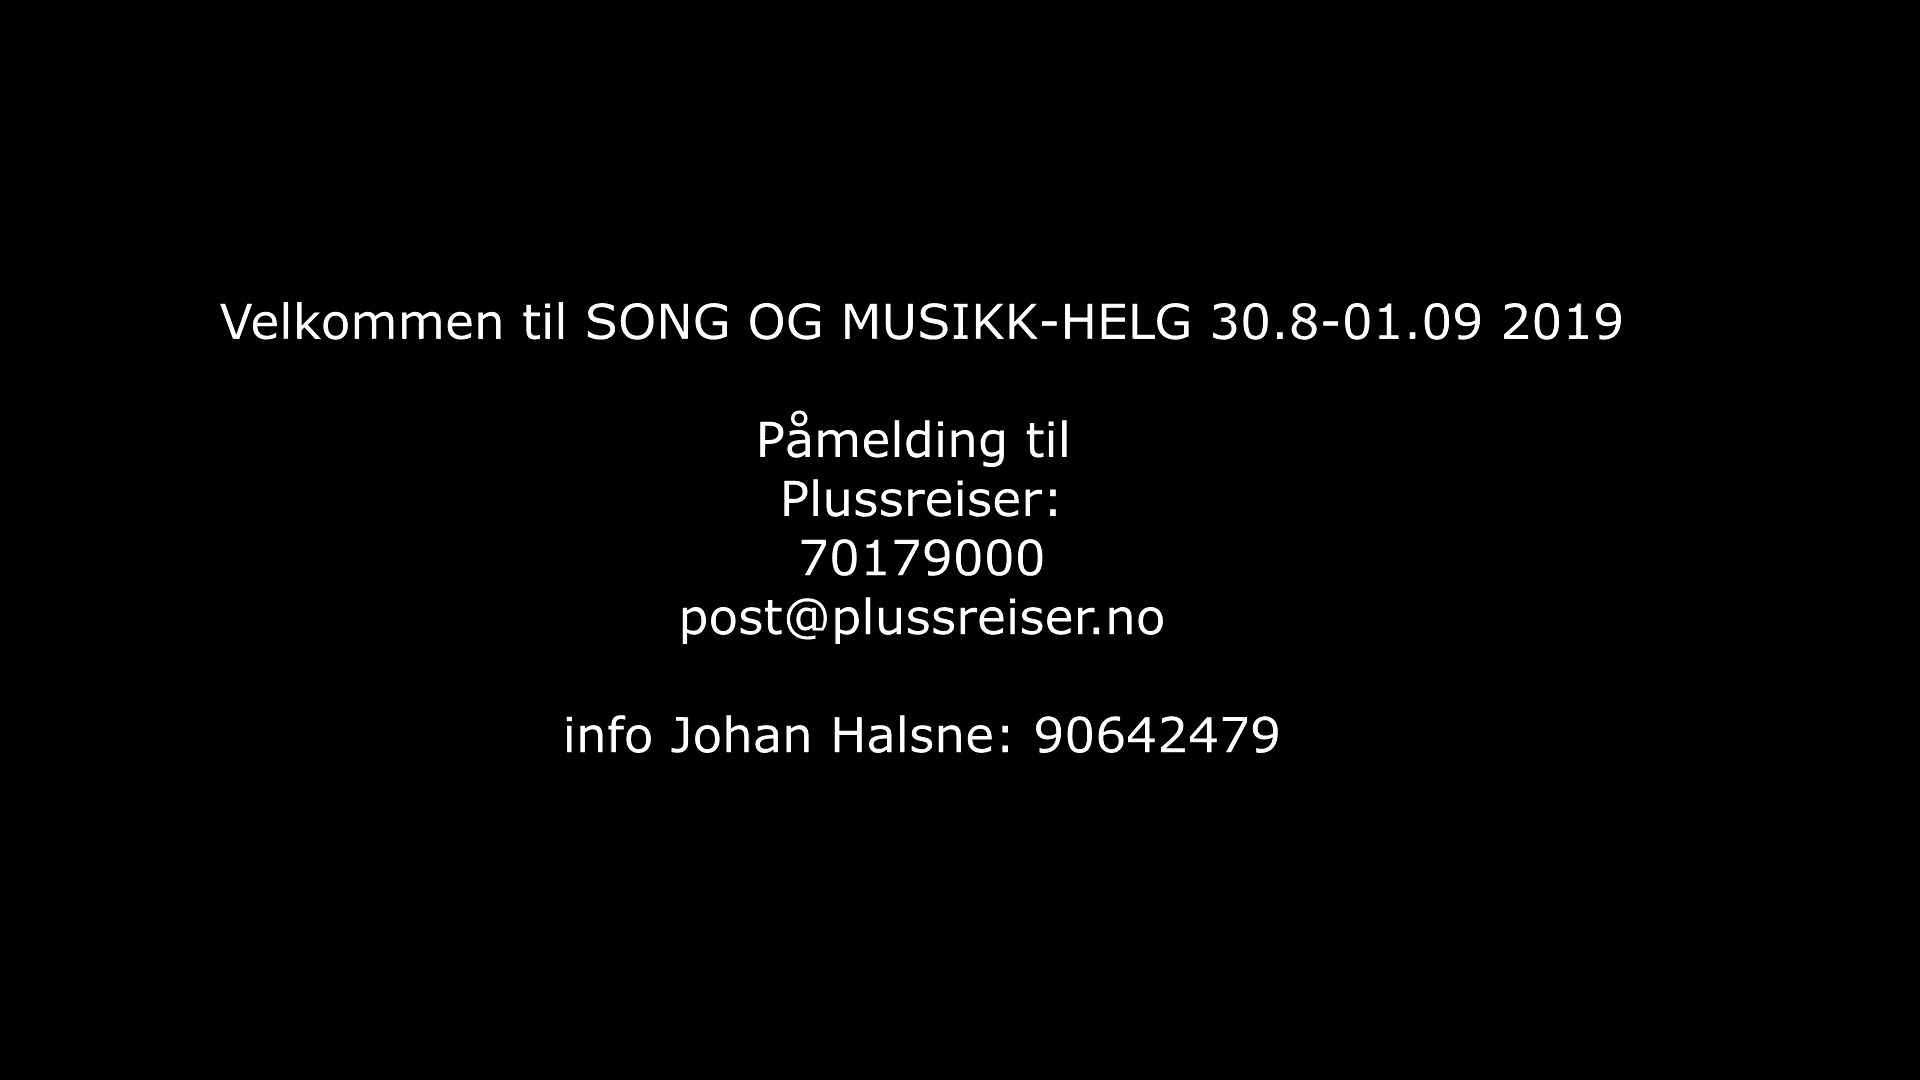 Velkommen til SONG OG MUSIKK-HELG 30.8-01.09 2019
Påmelding til
Plussreiser:
70179000
post@plussreiser.no
info Johan Halsne: 90642479